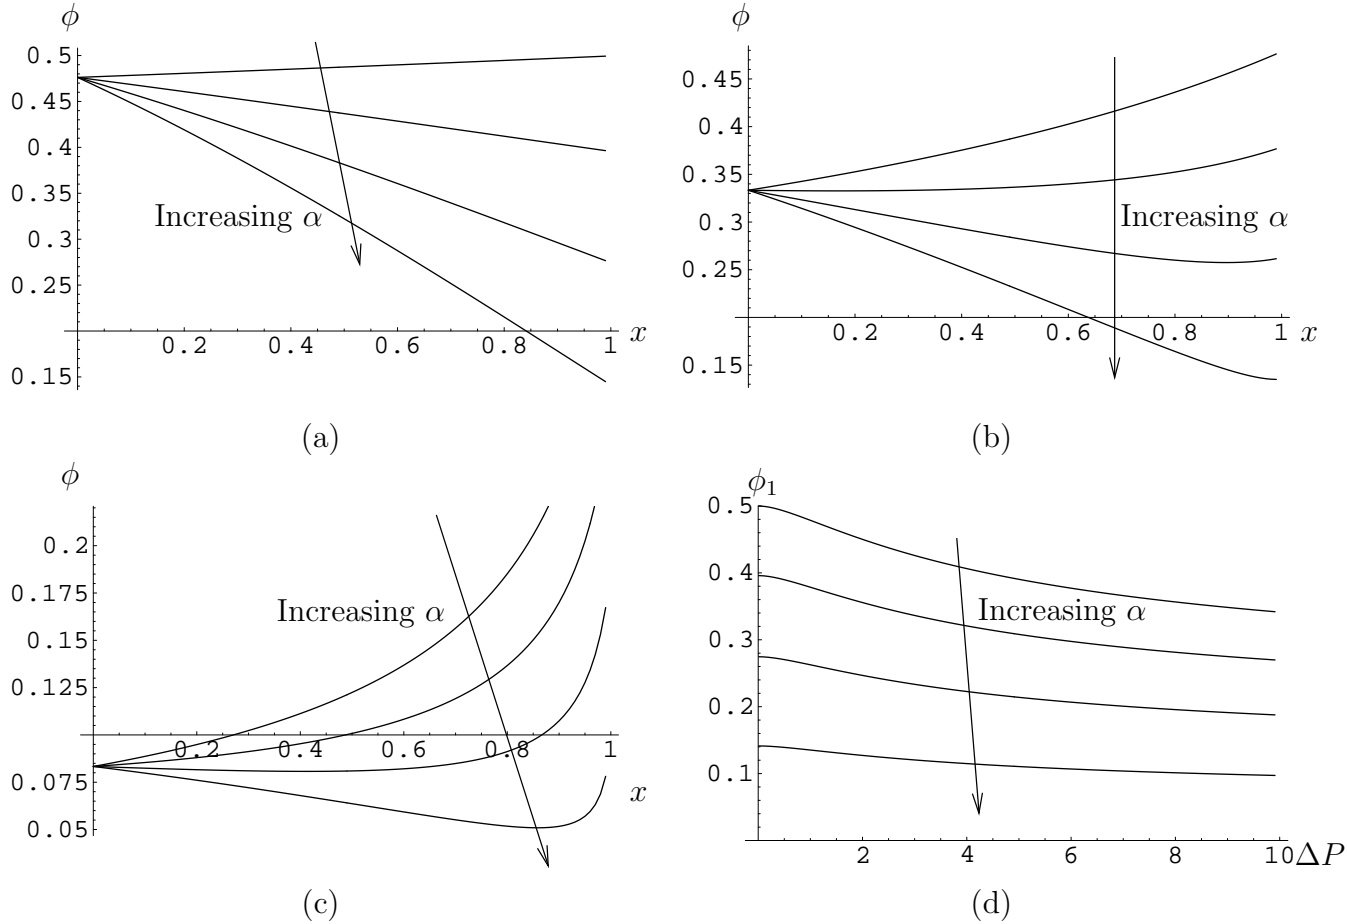 ϕ
0.5
0.45
0.4
0.35
0.3
0.25
0.15
Increasing α
0.2 0.4 0.6 0.8 1 x
(a)
ϕ
0.45
0.4
0.35
0.3
0.25
0.15
Increasing α
0.2 0.4 0.6 0.8 1 x
(b)
ϕ
0.2
0.175
0.15
0.125
0.075
0.05
Increasing α
0.2 0.4 0.6 0.8 1
x
(c)
ϕ₁
0.5
0.4
0.3
0.2
0.1
Increasing α
2 4 6 8 10 ΔP
(d)